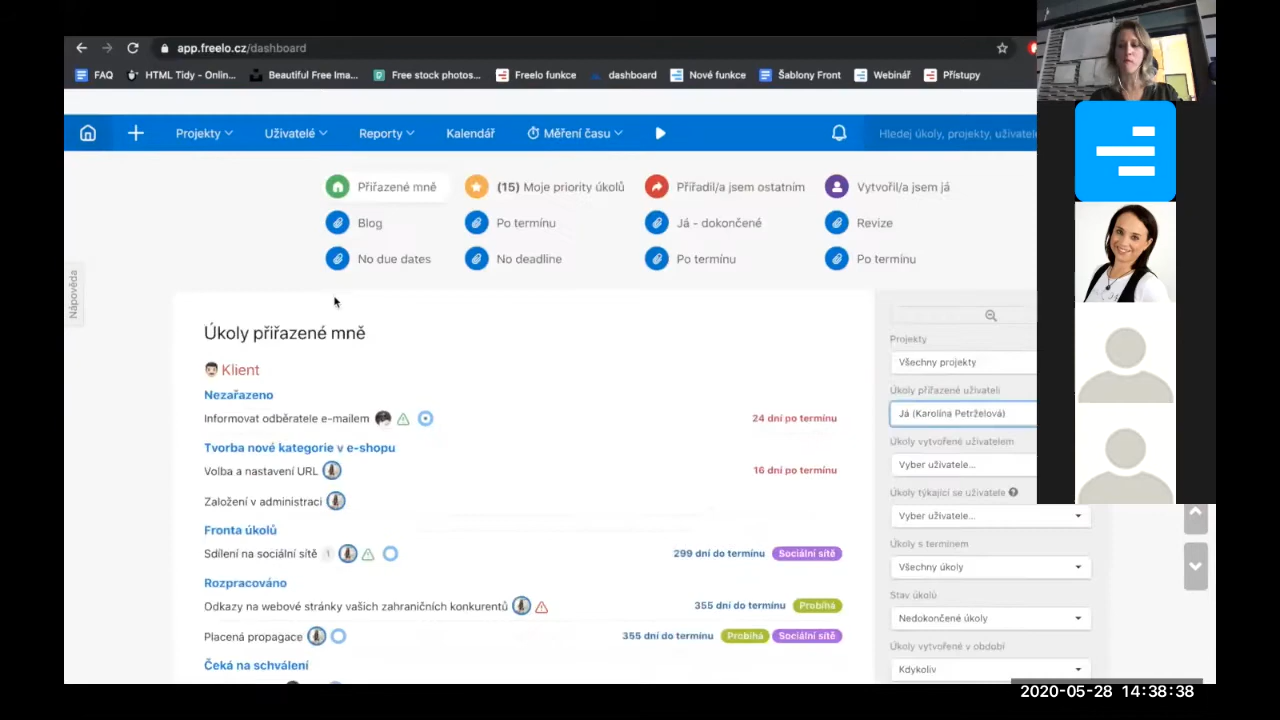 app.freelo.cz/dashboard
FAQ HTML Tidy - Onlin... Beautiful Free Ima... Free stock photos... Freelo funkce dashboard Nové funkce Šablony Front Webinář Přístupy
Projekty Uživatelé Reporty Kalendář Měření času Hledej úkoly, projekty, uživatele
Přiřazené mně (15) Moje priority úkolů Přiřadil/a jsem ostatním Vytvořil/a jsem já
Blog Po termínu Já - dokončené Revize
No due dates No deadline Po termínu Po termínu
Nápověda
Úkoly přiřazené mně
Klient
Nezařazeno
Informovat odběratele e-mailem 24 dní po termínu
Tvorba nové kategorie v e-shopu
Volba a nastavení URL 16 dní po termínu
Založení v administraci
Fronta úkolů
Sdílení na sociální sítě 1 299 dní do termínu Sociální sítě
Rozpracováno
Odkazy na webové stránky vašich zahraničních konkurentů 355 dní do termínu Probíhá
Placená propagace 355 dní do termínu Probíhá Sociální sítě
Čeká na schválení
Projekty
Všechny projekty
Úkoly přiřazené uživateli
Já (Karolína Petrželová)
Úkoly vytvořené uživatelem
Vyber uživatele...
Úkoly týkající se uživatele
Vyber uživatele...
Úkoly s termínem
Všechny úkoly
Stav úkolů
Nedokončené úkoly
Úkoly vytvořené v období
Kdykoliv
2020-05-28 14:38:38